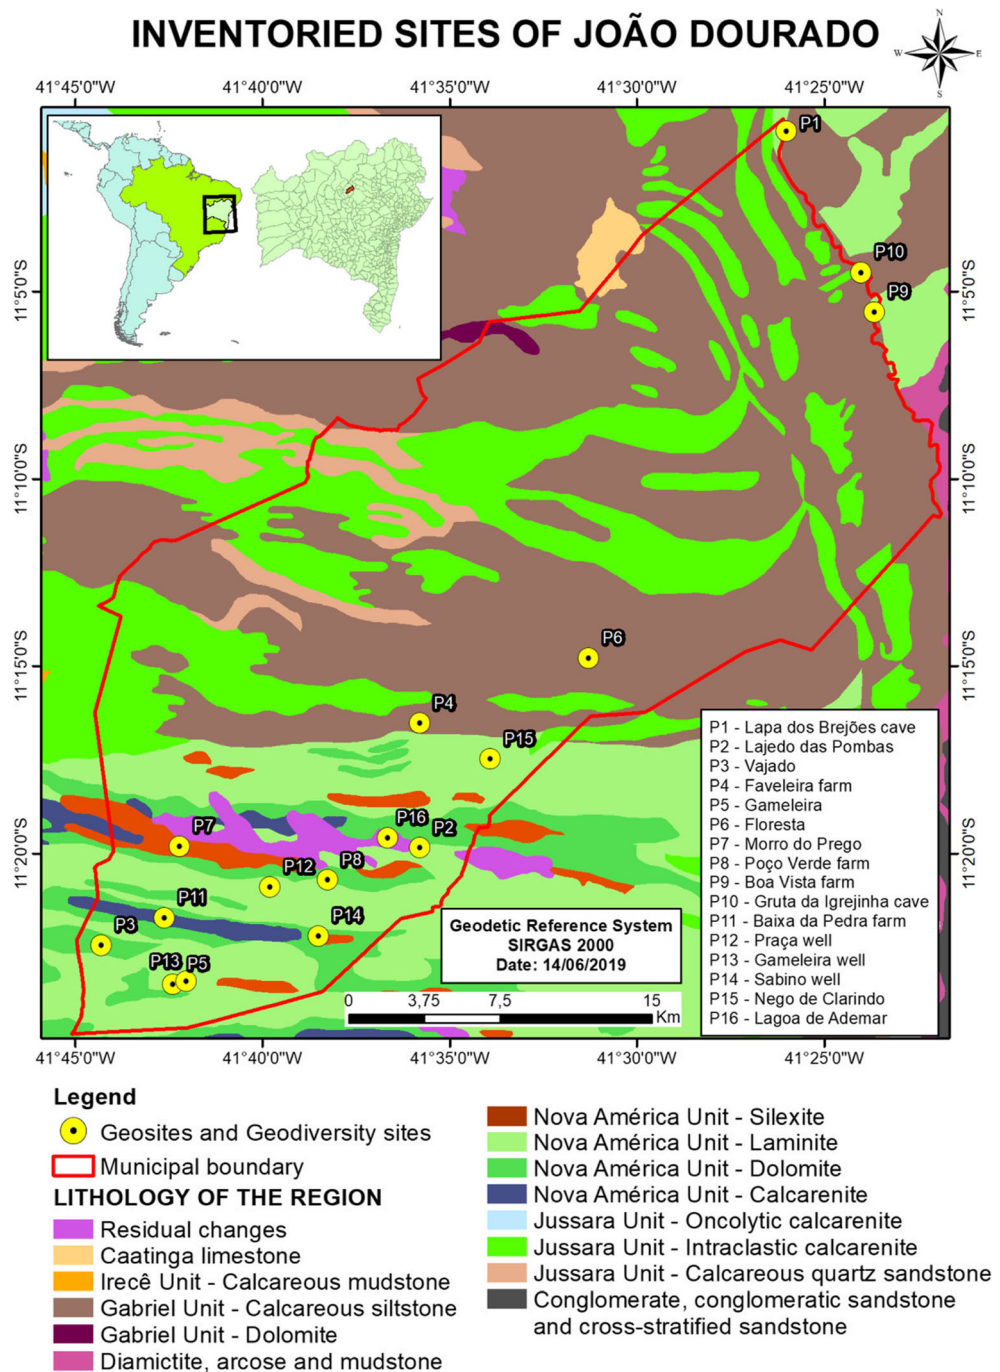 INVENTORIED SITES OF JOÃO DOURADO
N
W
E
S
41°45'0"W
41°40'0"W
41°35'0"W
41°30'0"W
41°25'0"W
P1
P10
P9
11°5'0"S
11°5'0"S
11°10'0"S
11°10'0"S
P6
11°15'0"S
11°15'0"S
P4
P15
P7
P16
P2
11°20'0"S
11°20'0"S
P12
P8
P11
P3
P14
P13
P5
P1 - Lapa dos Brejões cave
P2 - Lajedo das Pombas
P3 - Vajado
P4 - Faveleira farm
P5 - Gameleira
P6 - Floresta
P7 - Morro do Prego
P8 - Poço Verde farm
P9 - Boa Vista farm
P10 - Gruta da Igrejinha cave
P11 - Baixa da Pedra farm
P12 - Praça well
P13 - Gameleira well
P14 - Sabino well
P15 - Nego de Clarindo
P16 - Lagoa de Ademar
Geodetic Reference System
SIRGAS 2000
Date: 14/06/2019
0 3,75 7,5 15
Km
41°45'0"W
41°40'0"W
41°35'0"W
41°30'0"W
41°25'0"W
Legend
Geosites and Geodiversity sites
Municipal boundary
LITHOLOGY OF THE REGION
Residual changes
Caatinga limestone
Irecê Unit - Calcareous mudstone
Gabriel Unit - Calcareous siltstone
Gabriel Unit - Dolomite
Diamictite, arcose and mudstone
Nova América Unit - Silexite
Nova América Unit - Laminite
Nova América Unit - Dolomite
Nova América Unit - Calcarenite
Jussara Unit - Oncolytic calcarenite
Jussara Unit - Intraclastic calcarenite
Jussara Unit - Calcareous quartz sandstone
Conglomerate, conglomeratic sandstone
and cross-stratified sandstone